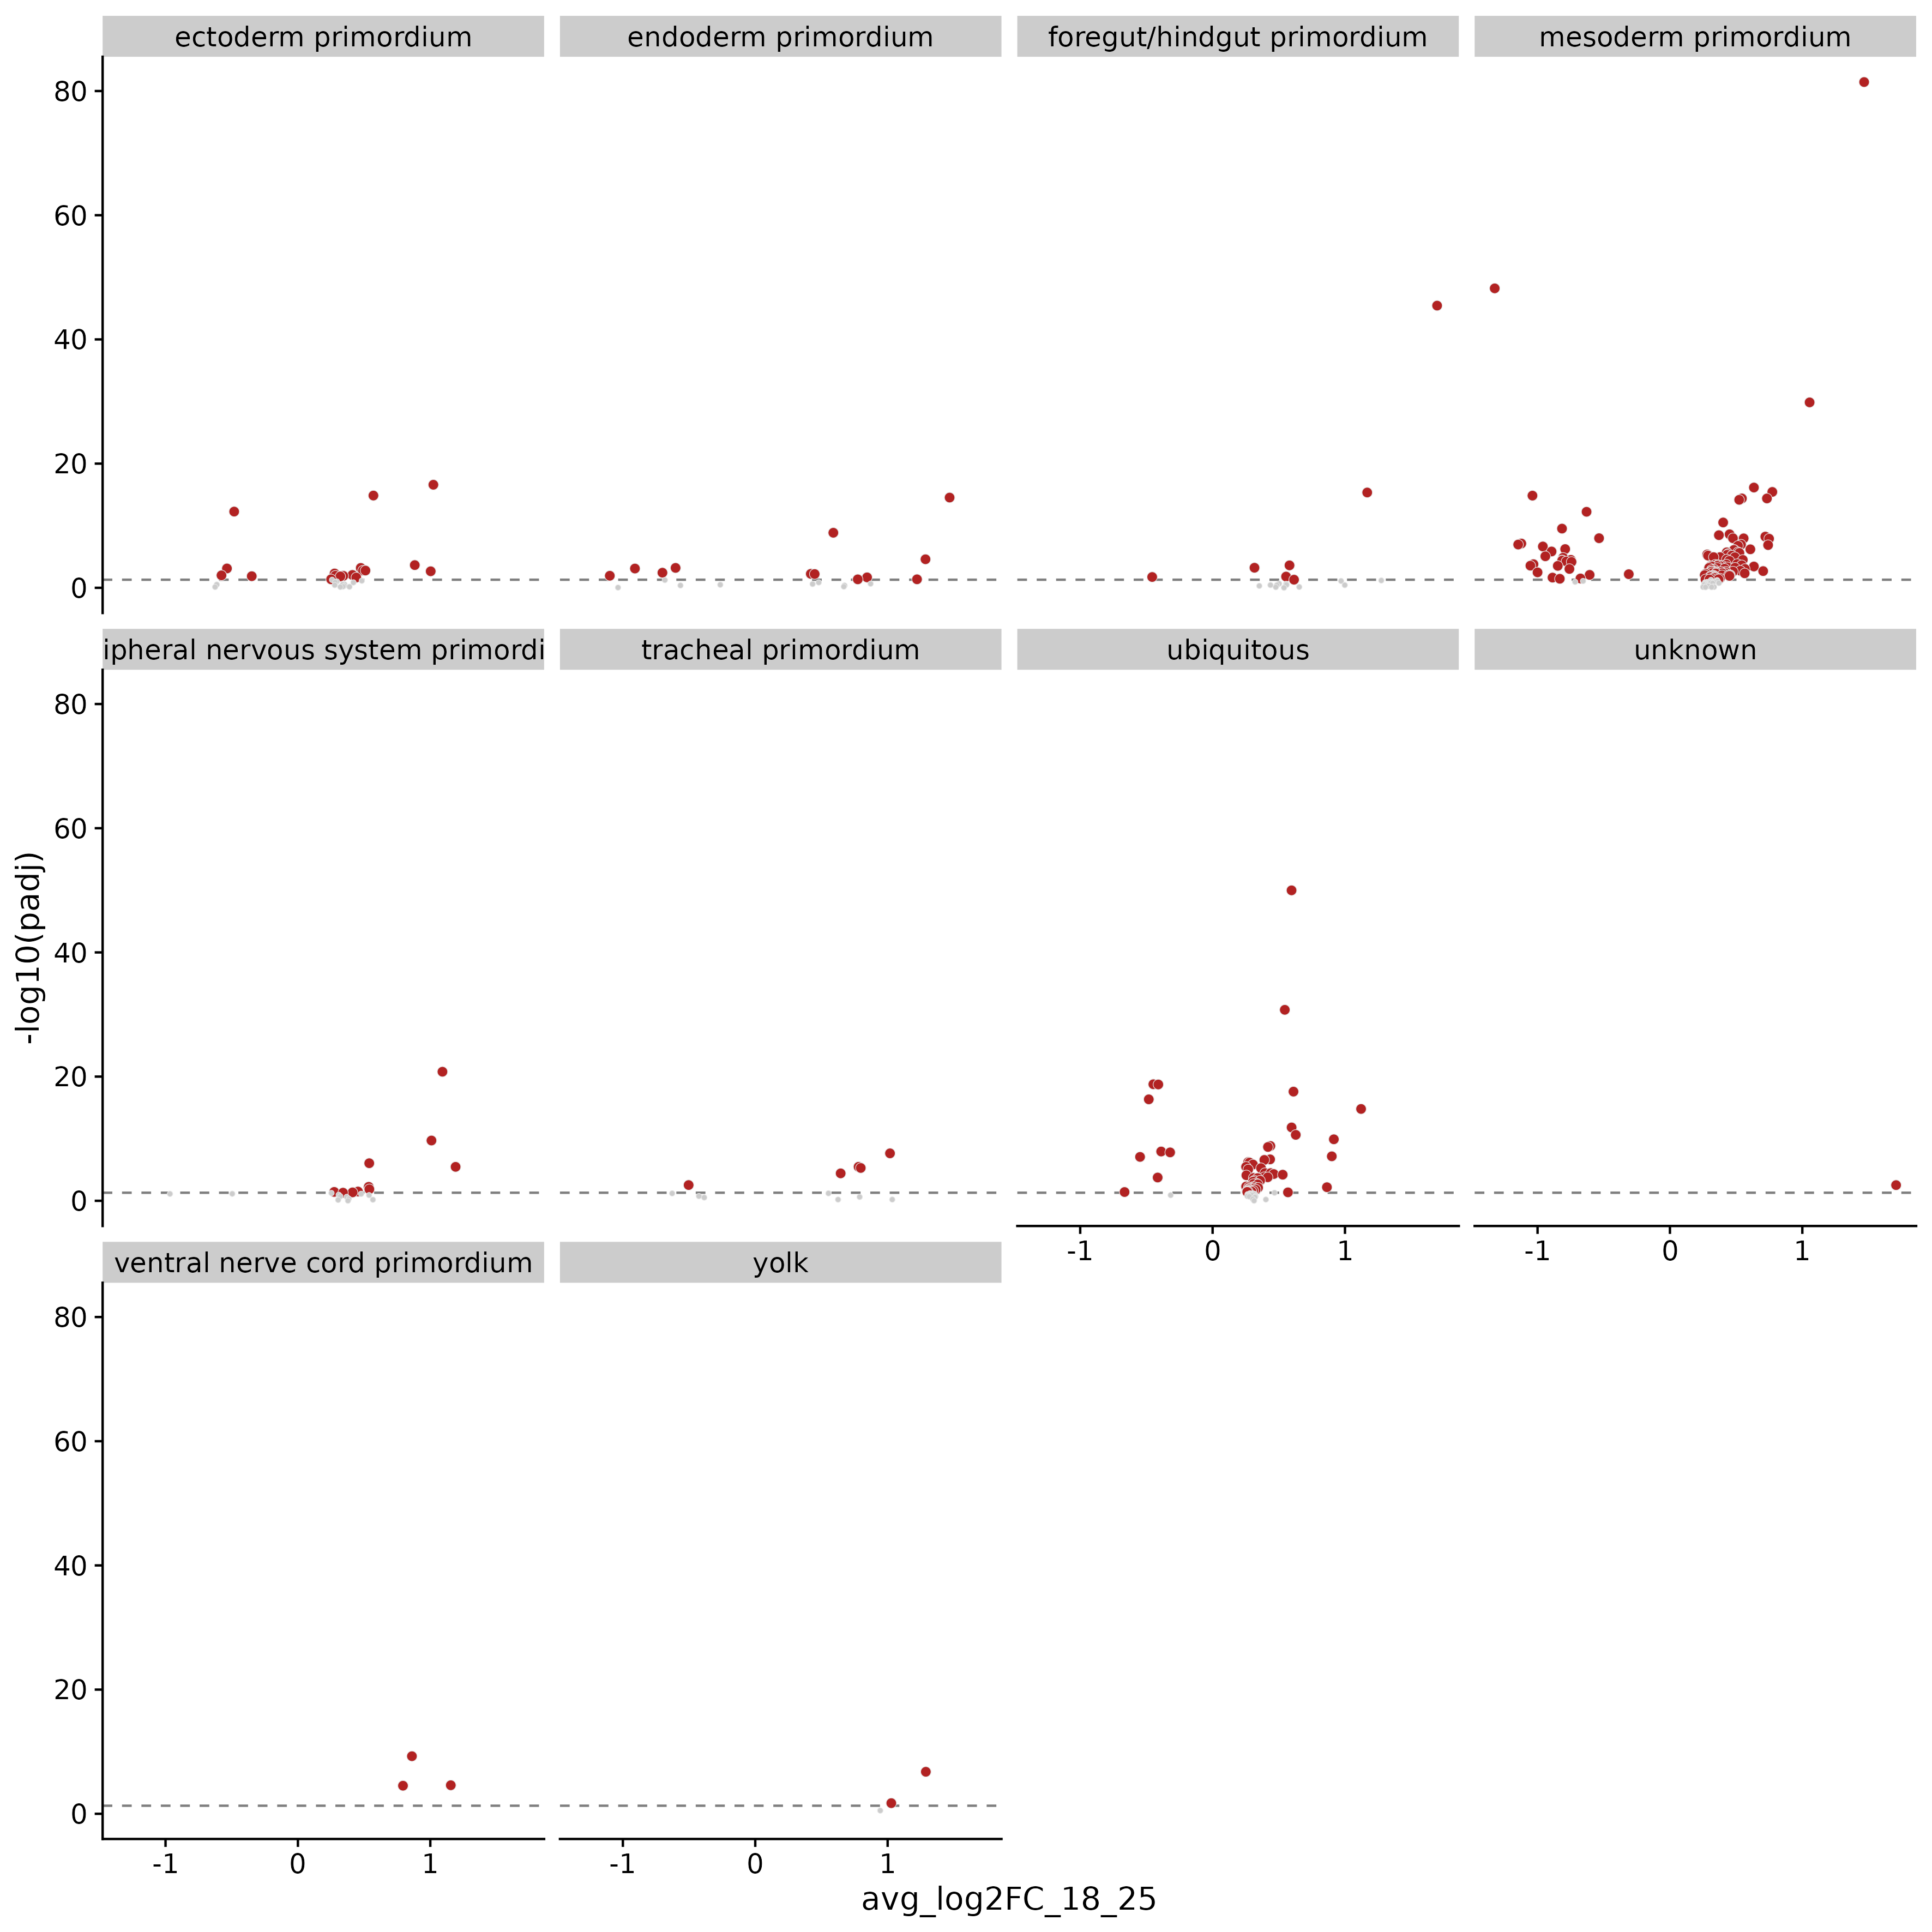 ectoderm primordium endoderm primordium foregut/hindgut primordium mesoderm primordium
80
60
40
20
0
ipheral nervous system primordi tracheal primordium ubiquitous unknown
80
60
40
20
0
-1 0 1 -1 0 1
ventral nerve cord primordium yolk
80
60
40
20
0
-1 0 1 -1 0 1
avg_log2FC_18_25
-log10(padj)